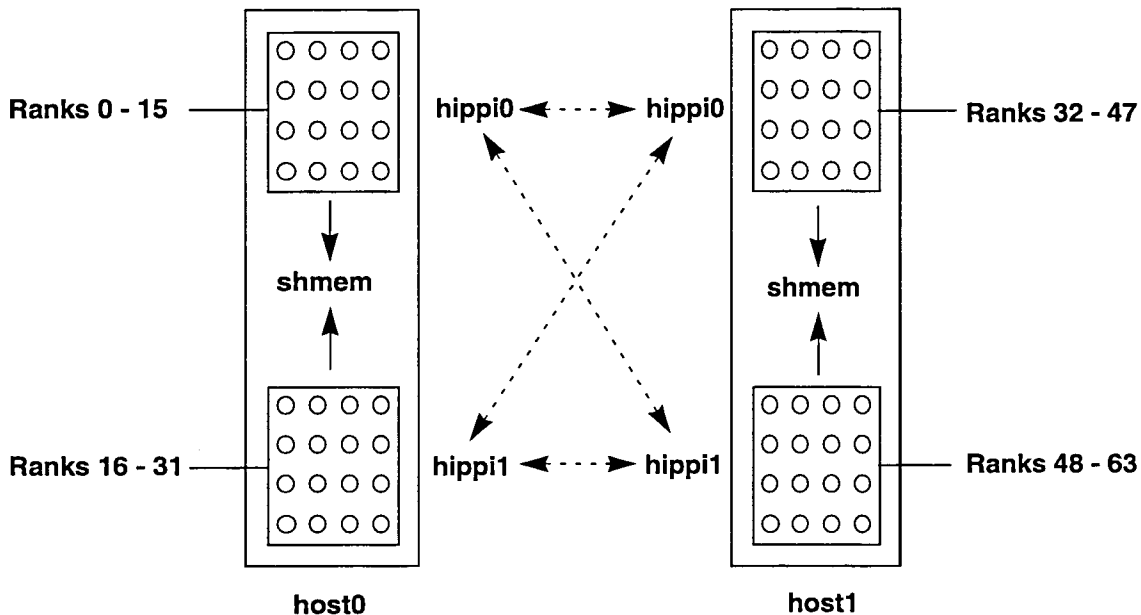 Ranks 0 - 15
hippi0
hippi0
Ranks 32 - 47
shmem
shmem
Ranks 16 - 31
hippi1
hippi1
Ranks 48 - 63
host0
host1